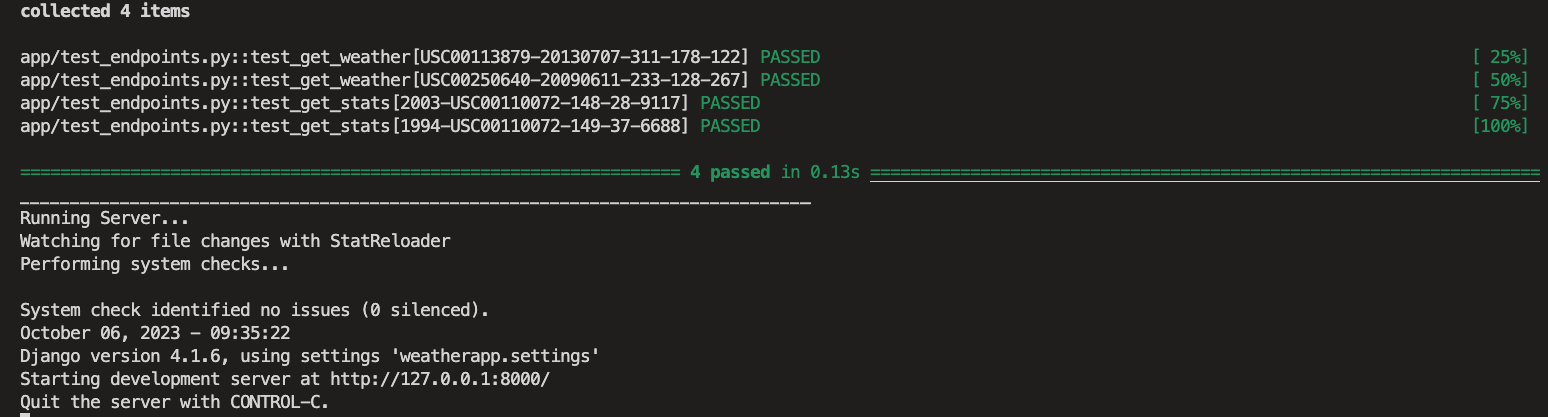 collected 4 items
app/test_endpoints.py::test_get_weather[USC00113879-20130707-311-178-122] PASSED [ 25%]
app/test_endpoints.py::test_get_weather[USC00250640-20090611-233-128-267] PASSED [ 50%]
app/test_endpoints.py::test_get_stats[2003-USC00110072-148-28-9117] PASSED [ 75%]
app/test_endpoints.py::test_get_stats[1994-USC00110072-149-37-6688] PASSED [100%]
================================================================== 4 passed in 0.13s ===================================================================
_______________________________________________________________________________
Running Server...
Watching for file changes with StatReloader
Performing system checks...
System check identified no issues (0 silenced).
October 06, 2023 - 09:35:22
Django version 4.1.6, using settings 'weatherapp.settings'
Starting development server at http://127.0.0.1:8000/
Quit the server with CONTROL-C.